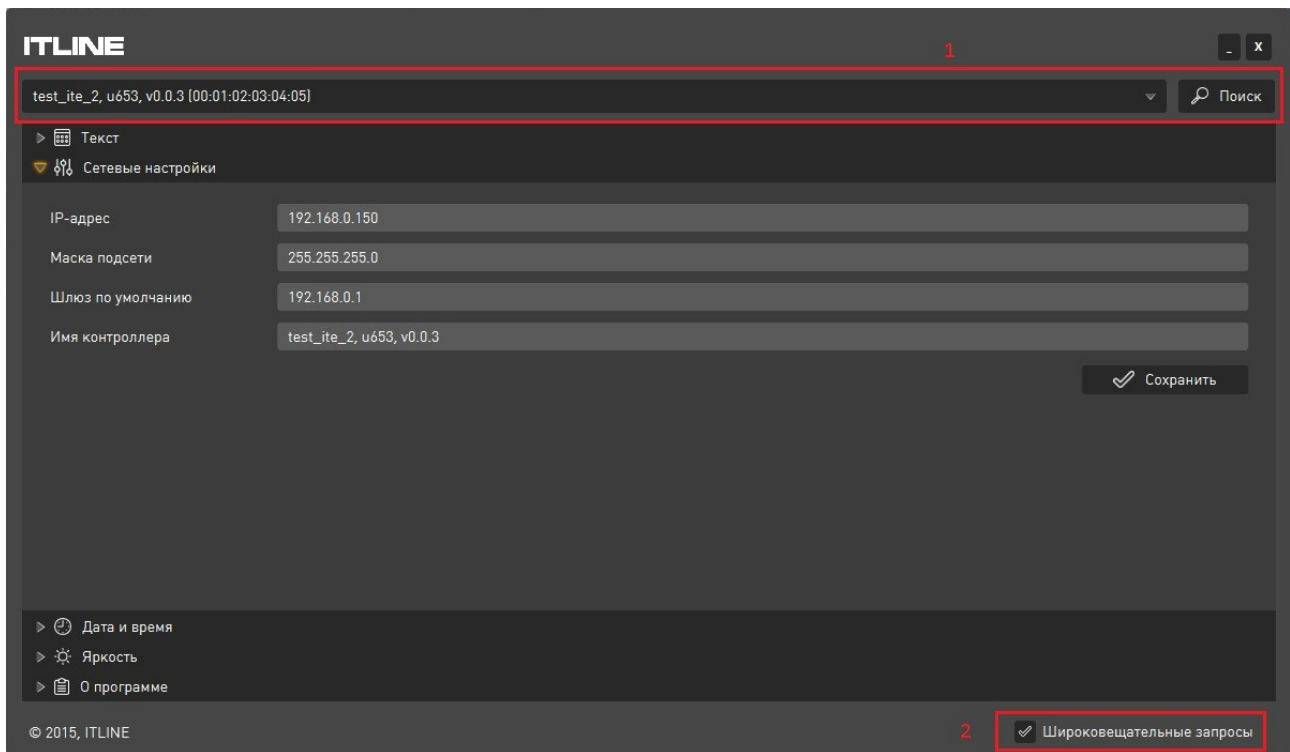 ITLINE
1
_ X
test_ite_2, u653, v0.0.3 (00:01:02:03:04:05) Поиск
Текст
Сетевые настройки
IP-адрес 192.168.0.150
Маска подсети 255.255.255.0
Шлюз по умолчанию 192.168.0.1
Имя контроллера test_ite_2, u653, v0.0.3
Сохранить
Дата и время
Яркость
О программе
© 2015, ITLINE 2 Широковещательные запросы